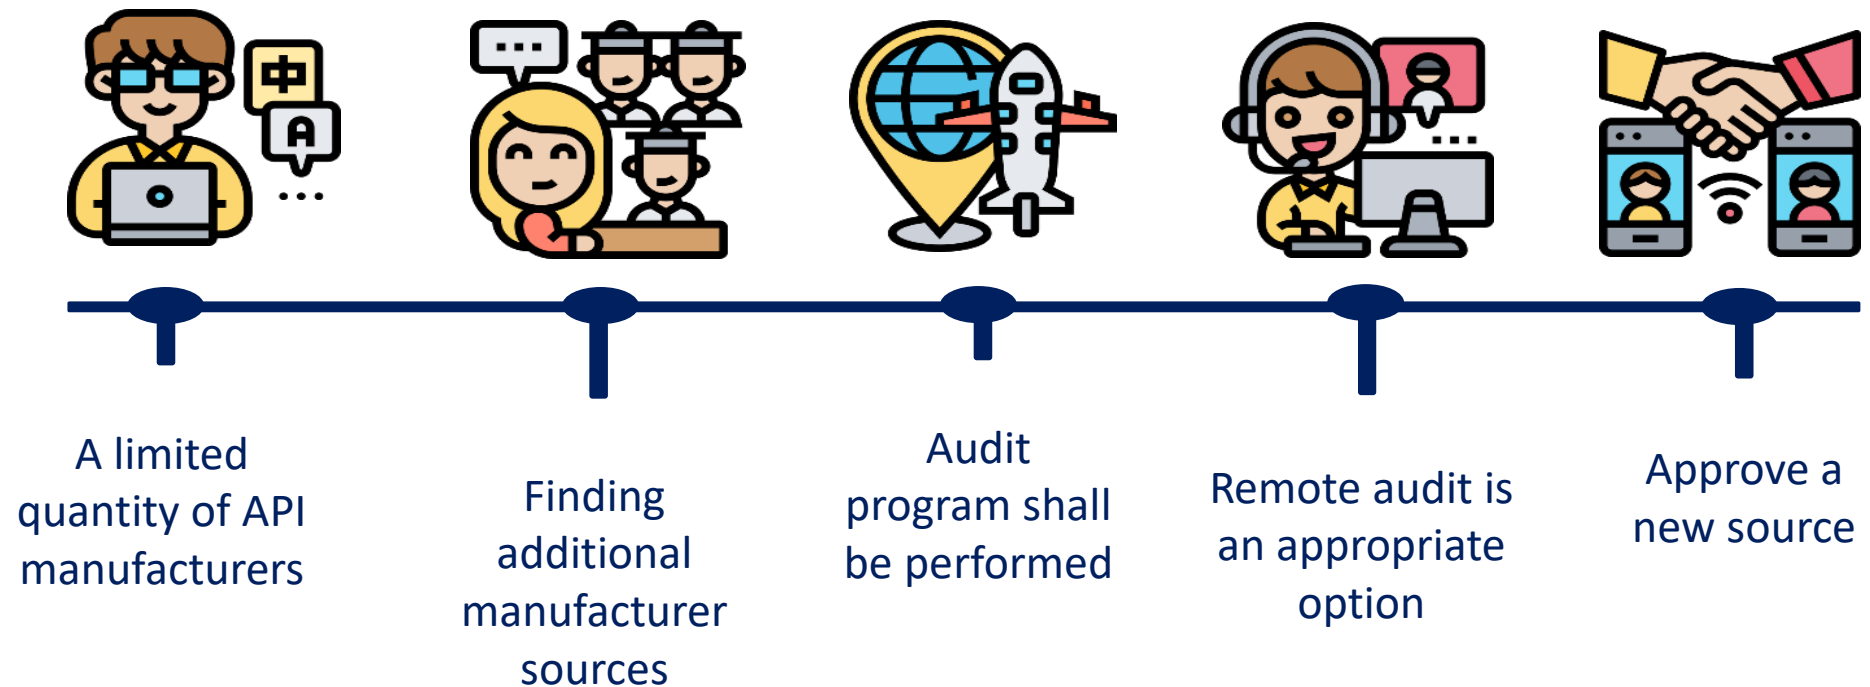 中
A
A limited
quantity of API
manufacturers
Finding
additional
manufacturer
sources
Audit
program shall
be performed
Remote audit is
an appropriate
option
Approve a
new source